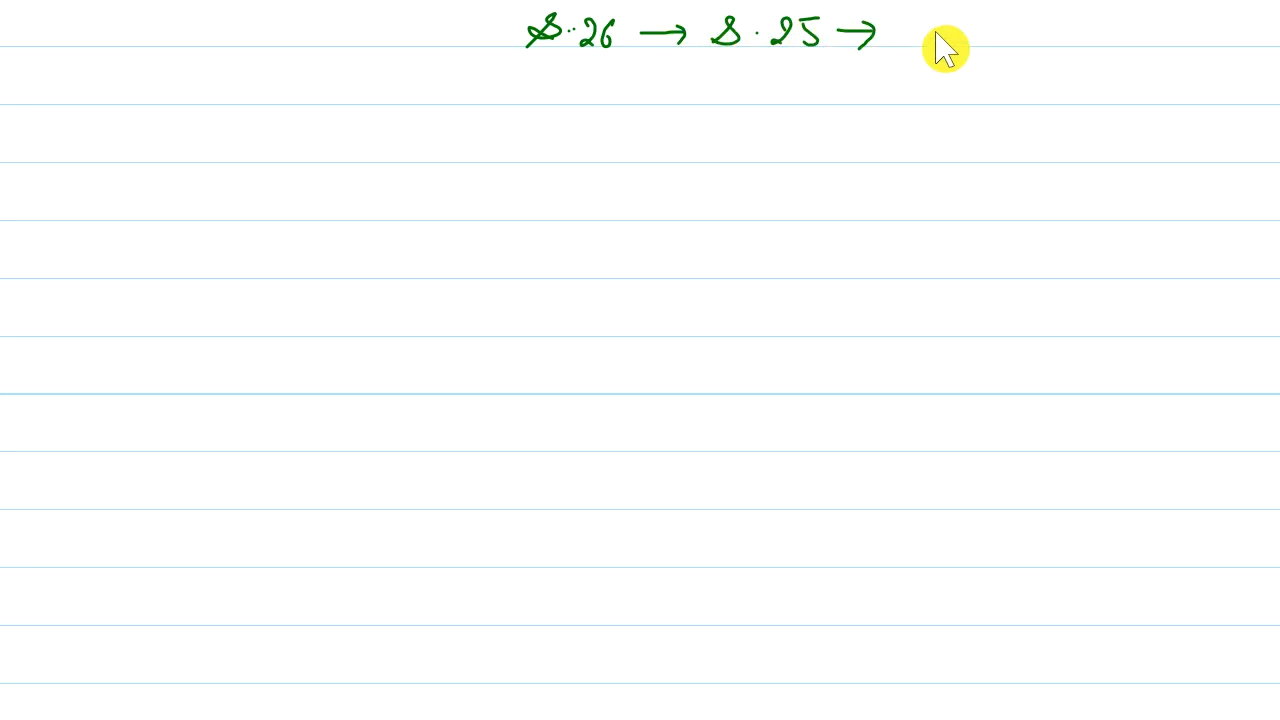 S. 26 → S. 25 →